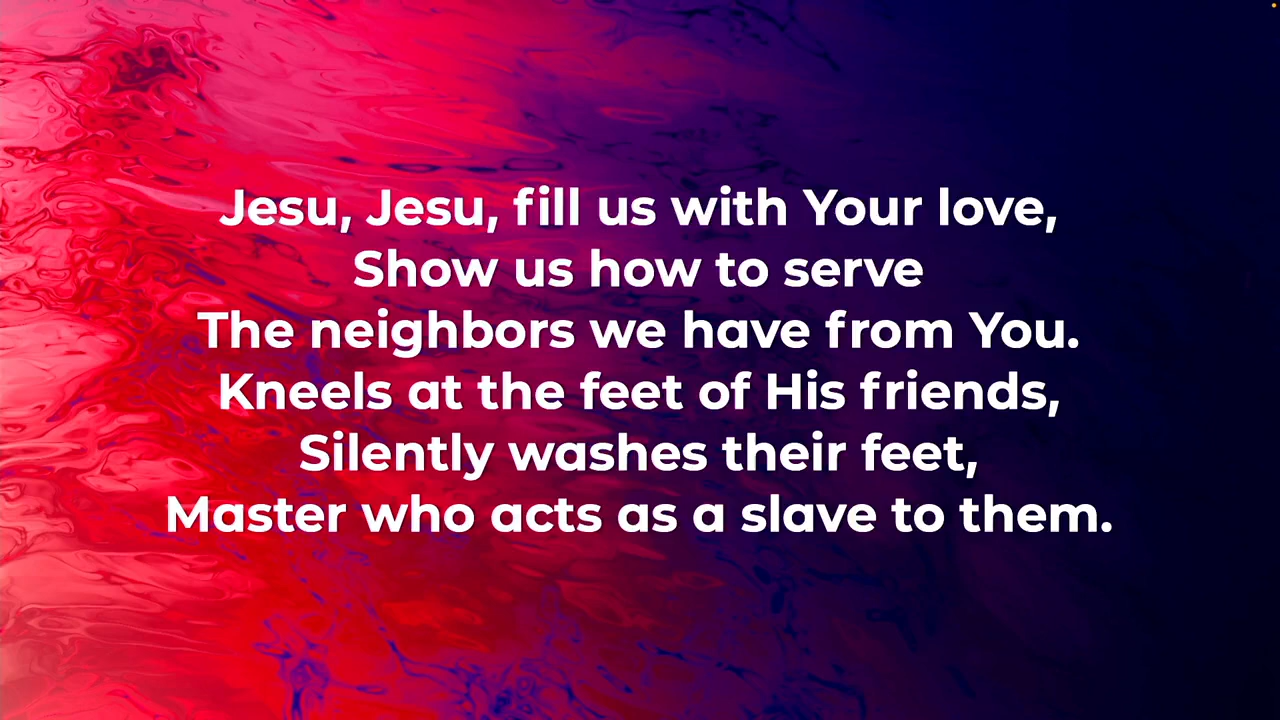 Jesu, Jesu, fill us with Your love,
Show us how to serve
The neighbors we have from You.
Kneels at the feet of His friends,
Silently washes their feet,
Master who acts as a slave to them.